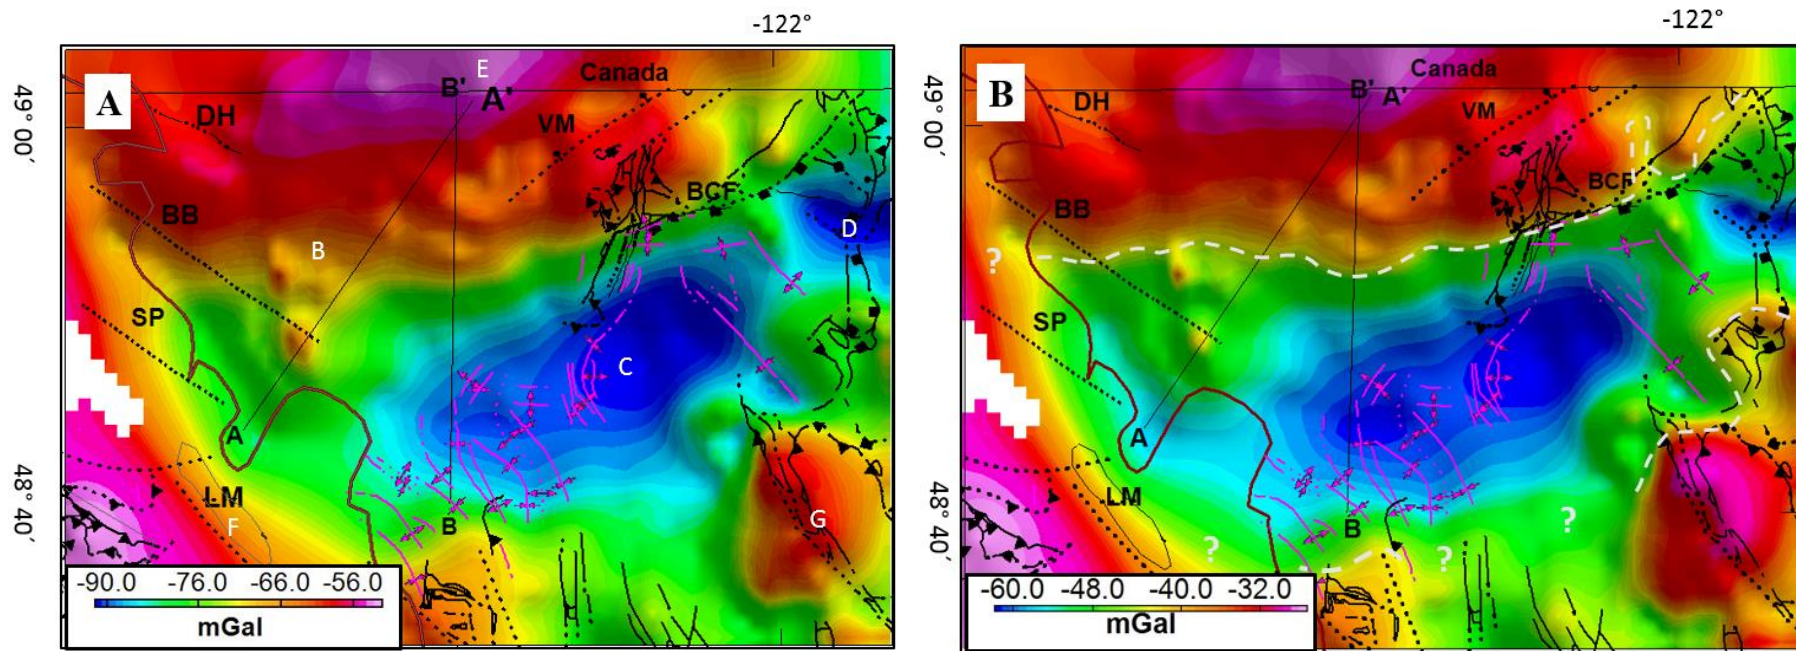 -122°
-122°
A
E
Canada
B'
A'
49° 00′
DH
VM
BB
BCF
B
D
SP
C
A
LM
F
B
G
48° 40′
-90.0 -76.0 -66.0 -56.0
mGal
B
Canada
B' A'
49° 00′
DH
VM
BB
BCF
?
SP
A
LM
B
?
?
?
48° 40′
-60.0 -48.0 -40.0 -32.0
mGal